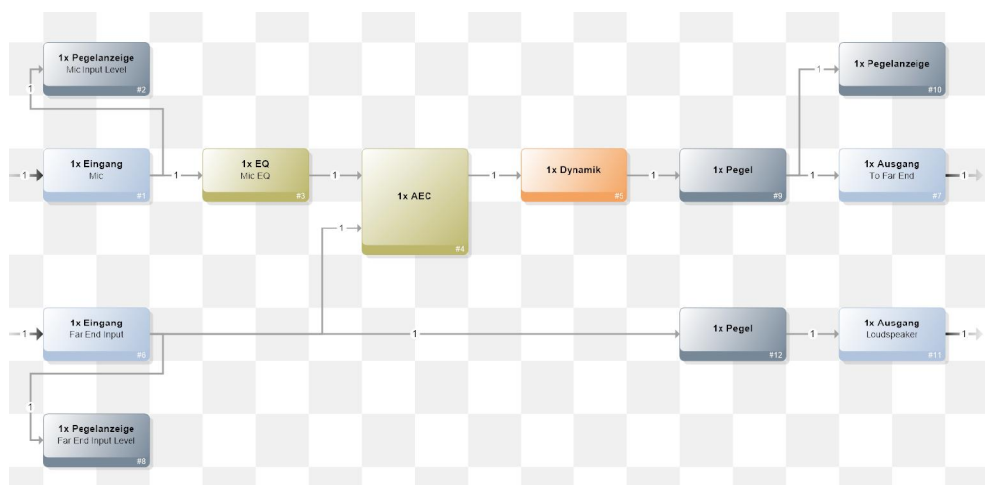 1x Pegelanzeige
Mic Input Level
#2
1x Pegelanzeige
#10
1
1
1
1x Eingang
Mic
#1
1
1x EQ
Mic EQ
#3
1
1x AEC
#4
1
1x Dynamik
#5
1
1x Pegel
#9
1
1x Ausgang
To Far End
#7
1
1
1
1x Eingang
Far End Input
#6
1
1x Pegel
#12
1
1x Ausgang
Loudspeaker
#11
1
1
1x Pegelanzeige
Far End Input Level
#8